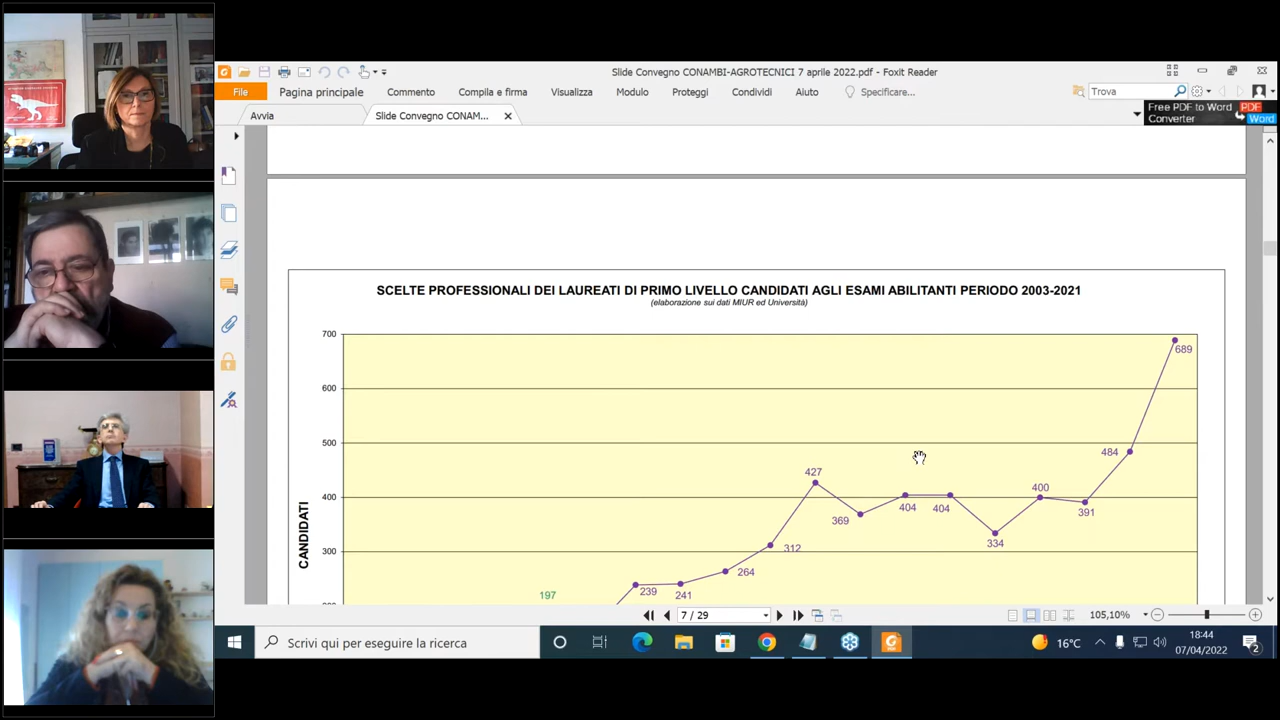 Slide Convegno CONAMBI-AGROTECNICI 7 aprile 2022.pdf - Foxit Reader
File Pagina principale Commento Compila e firma Visualizza Modulo Proteggi Condividi Aiuto Specificare... Trova
Free PDF to Word
Converter
PDF
Word
Avvia Slide Convegno CONAM...
SCELTE PROFESSIONALI DEI LAUREATI DI PRIMO LIVELLO CANDIDATI AGLI ESAMI ABILITANTI PERIODO 2003-2021
(elaborazione sui dati MIUR ed Università)
700
689
600
500
484
427
400
400
404
404
391
369
334
CANDIDATI
312
300
264
239
241
197
7 / 29
105,10%
Scrivi qui per eseguire la ricerca
16°C
18:44
07/04/2022
2